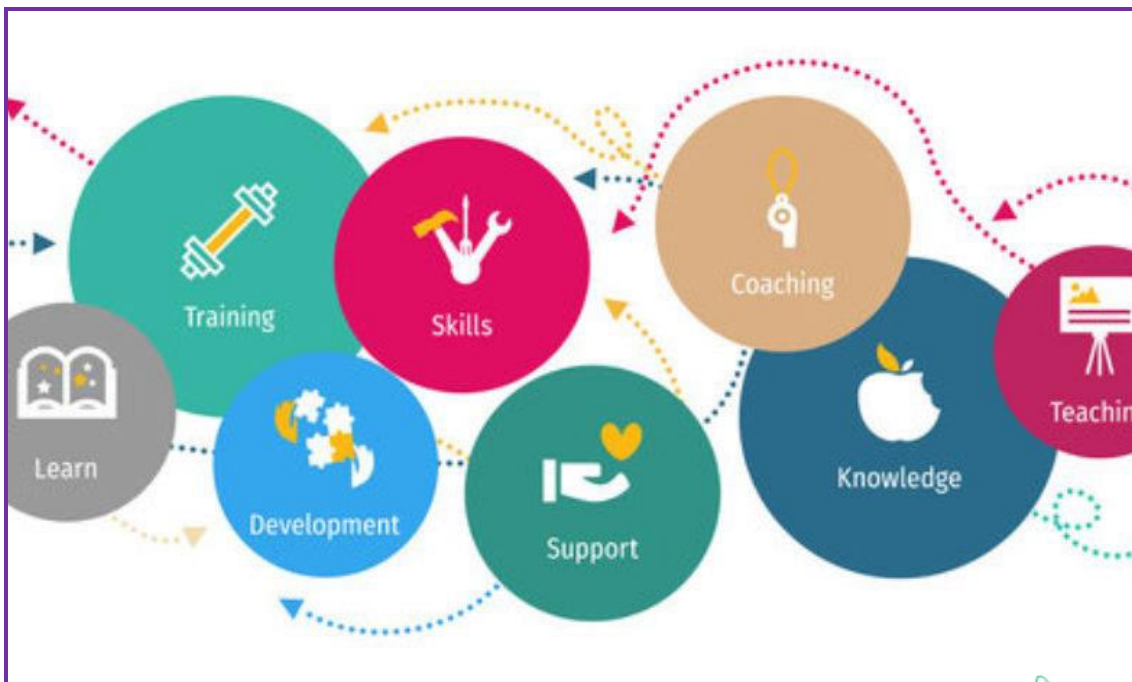 Training
Skills
Coaching
Learn
Development
Support
Knowledge
Teachin